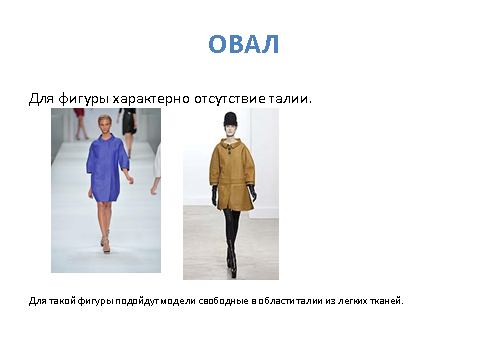 ОВАЛ
Для фигуры характерно отсутствие талии.
Для такой фигуры подойдут модели свободные в области талии из легких тканей.